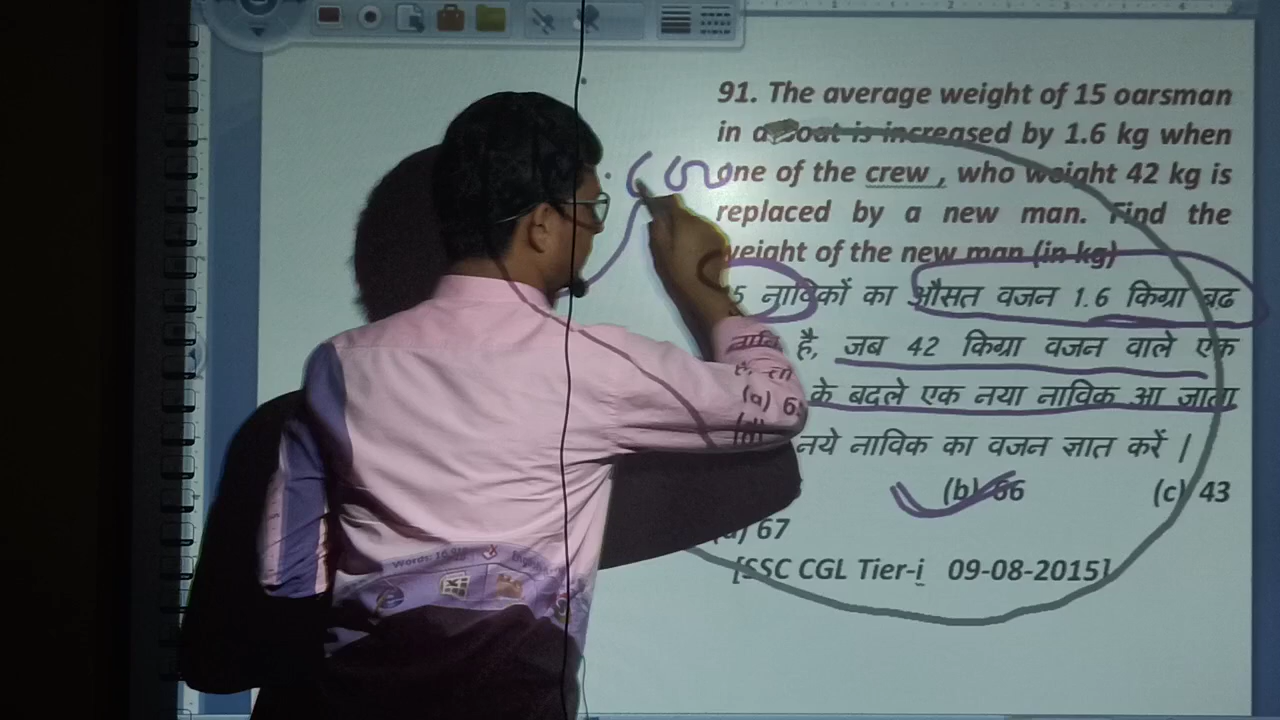 91. The average weight of 15 oarsman
in a boat is increased by 1.6 kg when
one of the crew , who weight 42 kg is
replaced by a new man. Find the
weight of the new man (in kg)
5 नाविकों का औसत वजन 1.6 किग्रा बढ़
है, जब 42 किग्रा वजन वाले एक
के बदले एक नया नाविक आ जाता
नये नाविक का वजन ज्ञात करें |
(a) 6
(b) 66 (c) 43
(d) 67
[SSC CGL Tier-i 09-08-2015]